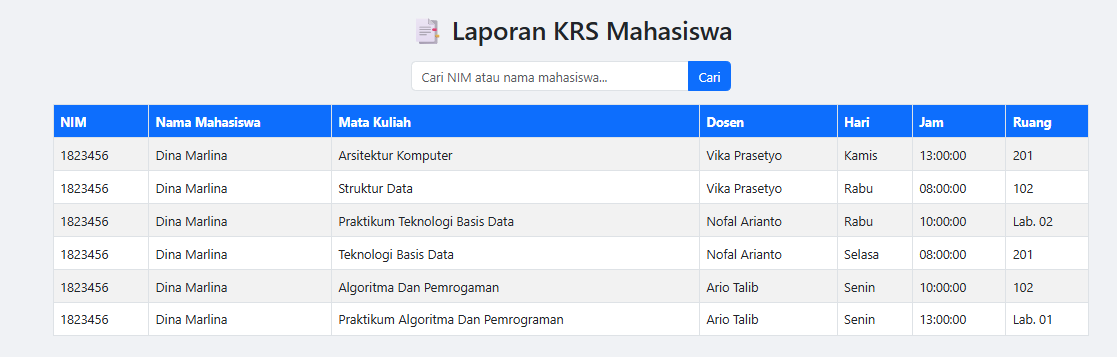 Laporan KRS Mahasiswa
Cari NIM atau nama mahasiswa... Cari
NIM Nama Mahasiswa Mata Kuliah Dosen Hari Jam Ruang
1823456 Dina Marlina Arsitektur Komputer Vika Prasetyo Kamis 13:00:00 201
1823456 Dina Marlina Struktur Data Vika Prasetyo Rabu 08:00:00 102
1823456 Dina Marlina Praktikum Teknologi Basis Data Nofal Arianto Rabu 10:00:00 Lab. 02
1823456 Dina Marlina Teknologi Basis Data Nofal Arianto Selasa 08:00:00 201
1823456 Dina Marlina Algoritma Dan Pemrogaman Ario Talib Senin 10:00:00 102
1823456 Dina Marlina Praktikum Algoritma Dan Pemrograman Ario Talib Senin 13:00:00 Lab. 01